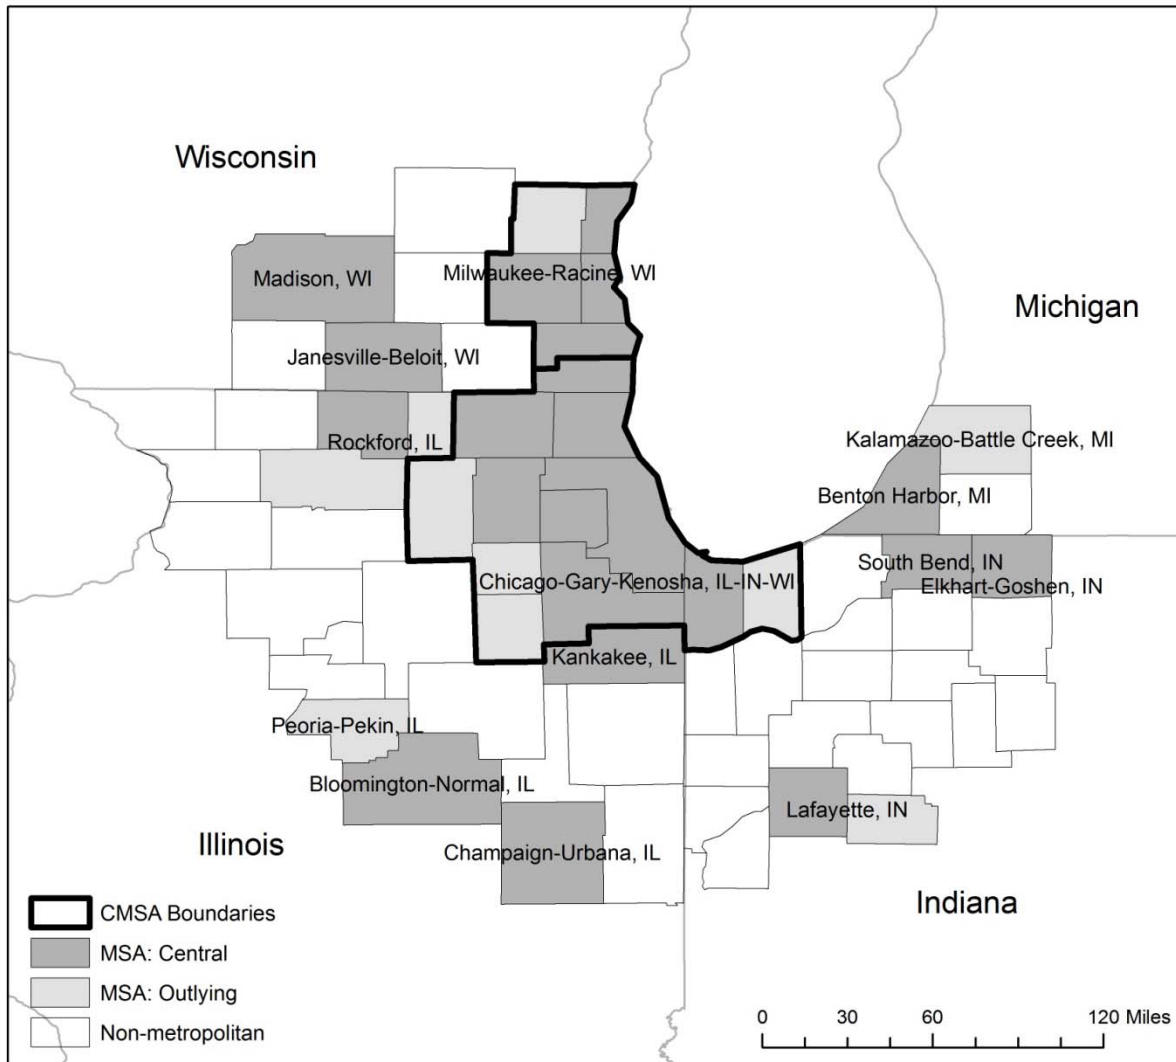 Wisconsin
Madison, WI
Milwaukee-Racine, WI
Michigan
Janesville-Beloit, WI
Rockford, IL
Kalamazoo-Battle Creek, MI
Benton Harbor, MI
South Bend, IN
Chicago-Gary-Kenosha, IL-IN-WI
Elkhart-Goshen, IN
Kankakee, IL
Peoria-Pekin, IL
Bloomington-Normal, IL
Lafayette, IN
Illinois
Champaign-Urbana, IL
Indiana
CMSA Boundaries
MSA: Central
MSA: Outlying
Non-metropolitan
0 30 60 120 Miles